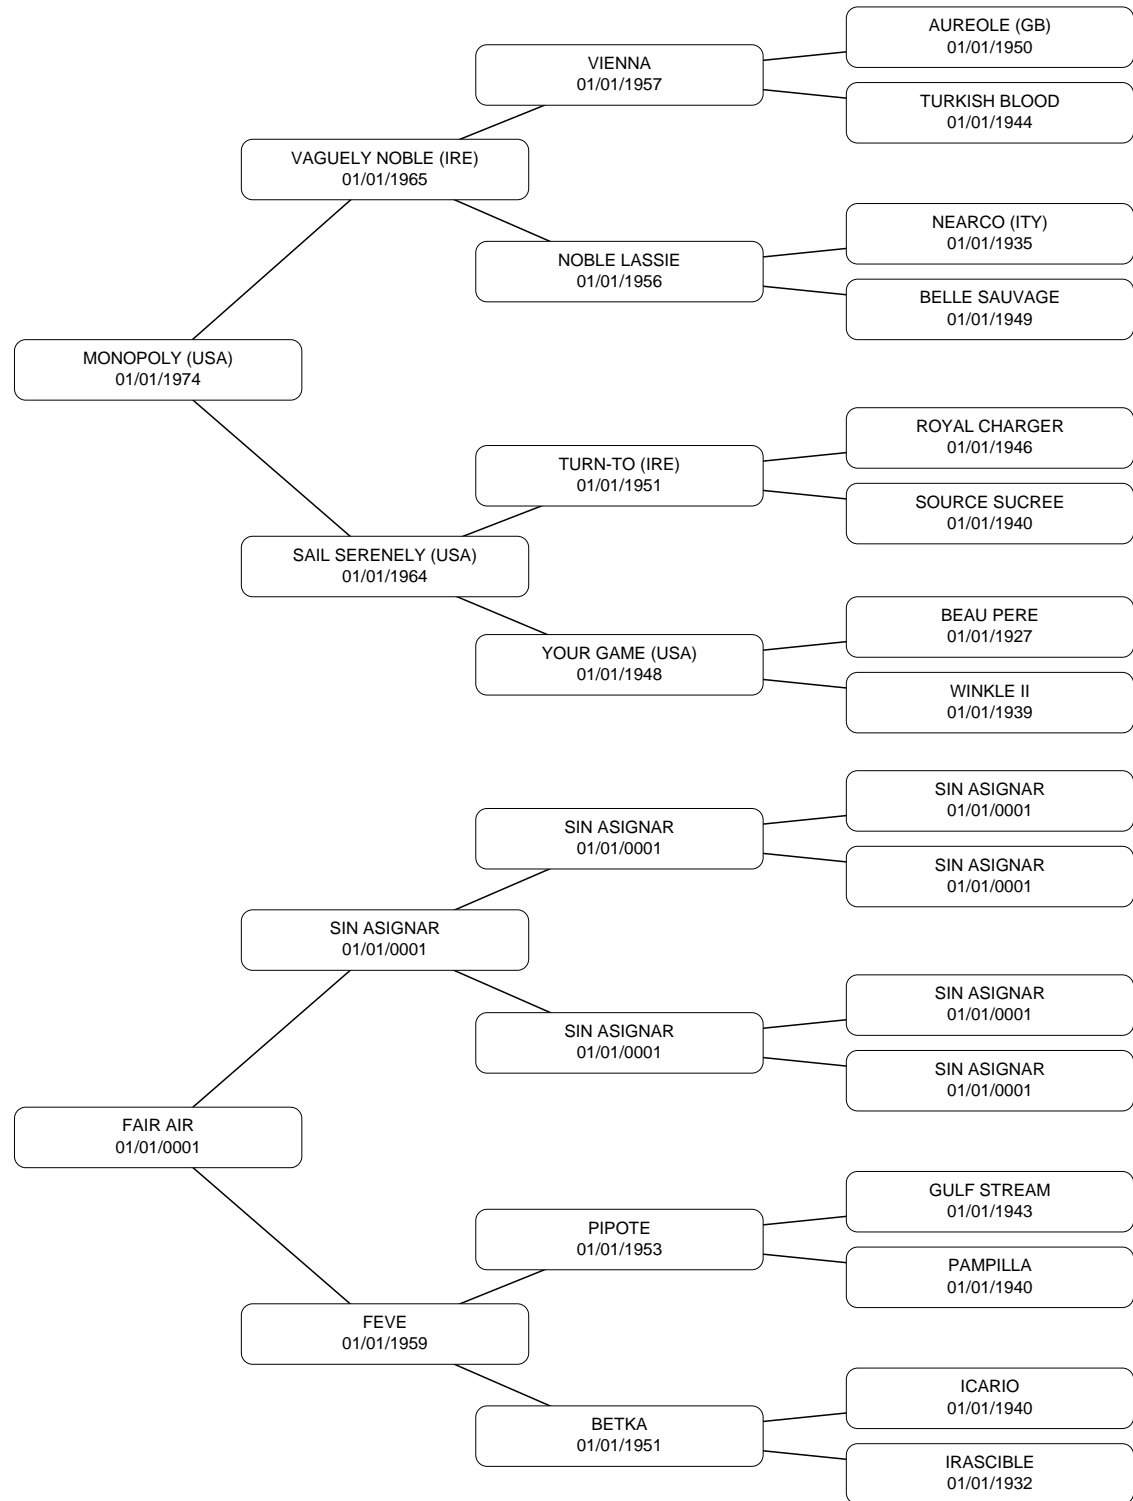 AUREOLE (GB)
01/01/1950
VIENNA
01/01/1957
TURKISH BLOOD
01/01/1944
VAGUELY NOBLE (IRE)
01/01/1965
NEARCO (ITY)
01/01/1935
NOBLE LASSIE
01/01/1956
BELLE SAUVAGE
01/01/1949
MONOPOLY (USA)
01/01/1974
ROYAL CHARGER
01/01/1946
TURN-TO (IRE)
01/01/1951
SOURCE SUCREE
01/01/1940
SAIL SERENELY (USA)
01/01/1964
BEAU PERE
01/01/1927
YOUR GAME (USA)
01/01/1948
WINKLE II
01/01/1939
SIN ASIGNAR
01/01/0001
SIN ASIGNAR
01/01/0001
SIN ASIGNAR
01/01/0001
SIN ASIGNAR
01/01/0001
SIN ASIGNAR
01/01/0001
SIN ASIGNAR
01/01/0001
SIN ASIGNAR
01/01/0001
FAIR AIR
01/01/0001
GULF STREAM
01/01/1943
PIPOTE
01/01/1953
PAMPILLA
01/01/1940
FEVE
01/01/1959
ICARIO
01/01/1940
BETKA
01/01/1951
IRASCIBLE
01/01/1932